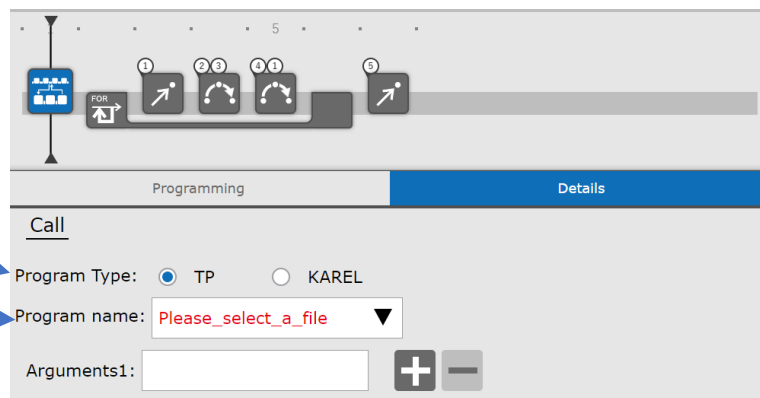 5
1 2 3 4 1 5
FOR
Programming Details
Call
Program Type: TP KAREL
Program name: Please_select_a_file
Arguments1: